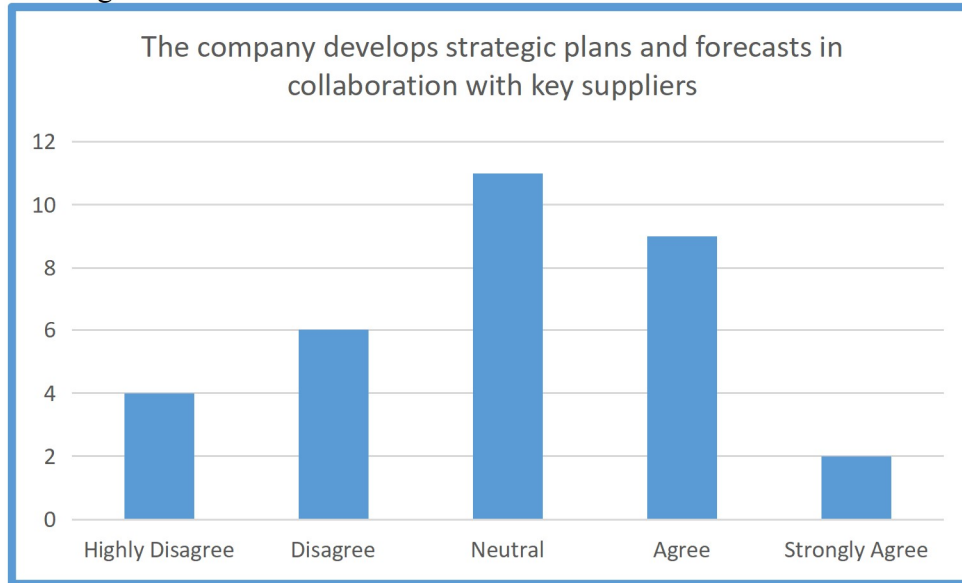 The company develops strategic plans and forecasts in
collaboration with key suppliers
12
10
8
6
4
2
0
Highly Disagree Disagree Neutral Agree Strongly Agree